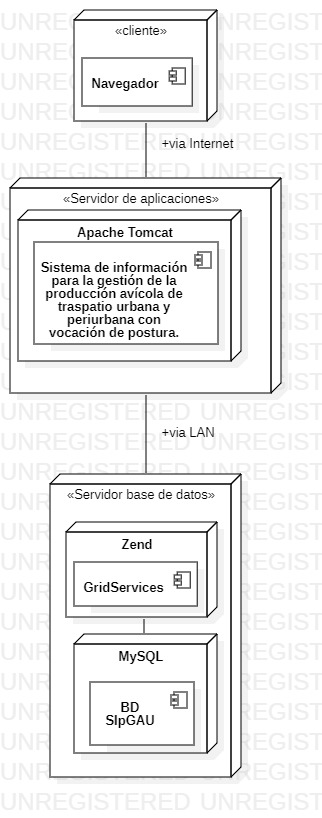 «cliente»
Navegador
+via Internet
«Servidor de aplicaciones»
Apache Tomcat
Sistema de información
para la gestión de la
producción avícola de
traspatio urbana y
periurbana con
vocación de postura.
+via LAN
«Servidor base de datos»
Zend
GridServices
MySQL
BD
SIpGAU
UNREGISTERED